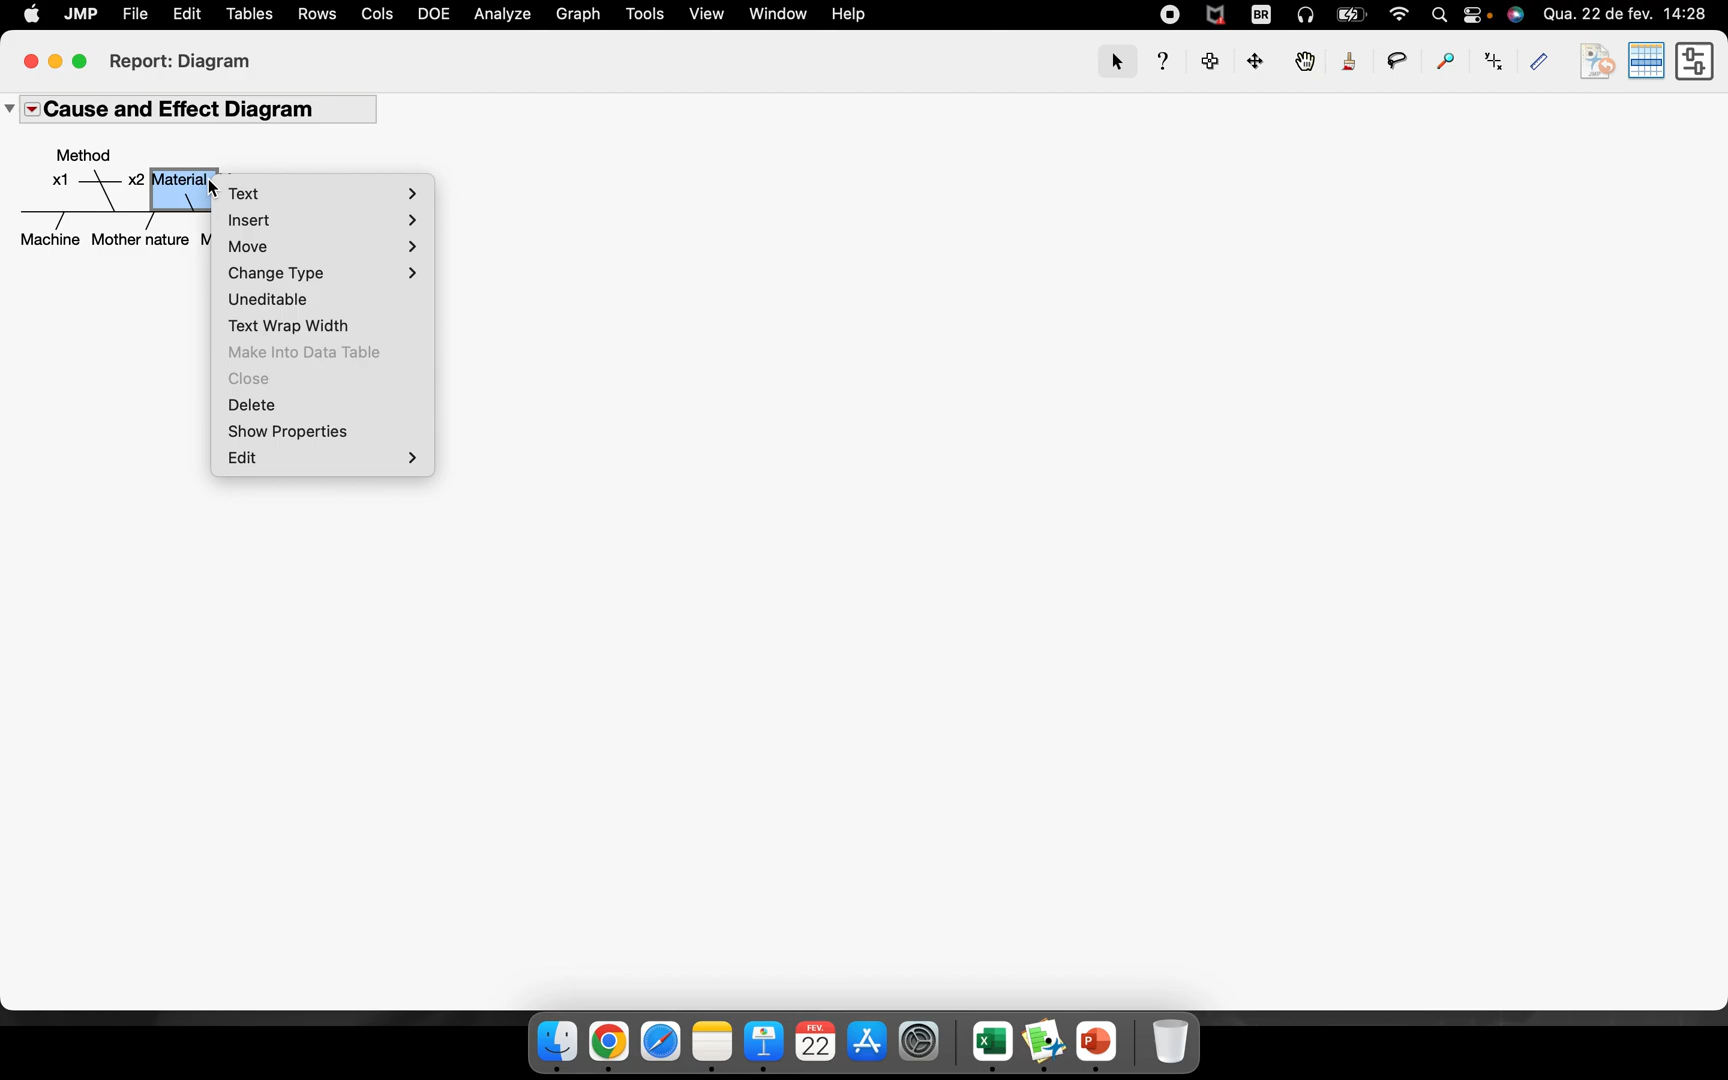 JMP File Edit Tables Rows Cols DOE Analyze Graph Tools View Window Help BR Qua. 22 de fev. 14:28
Report: Diagram
Cause and Effect Diagram
Method
x1 x2 Material
Machine Mother nature M
Text
Insert
Move
Change Type
Uneditable
Text Wrap Width
Make Into Data Table
Close
Delete
Show Properties
Edit
FEV.
22